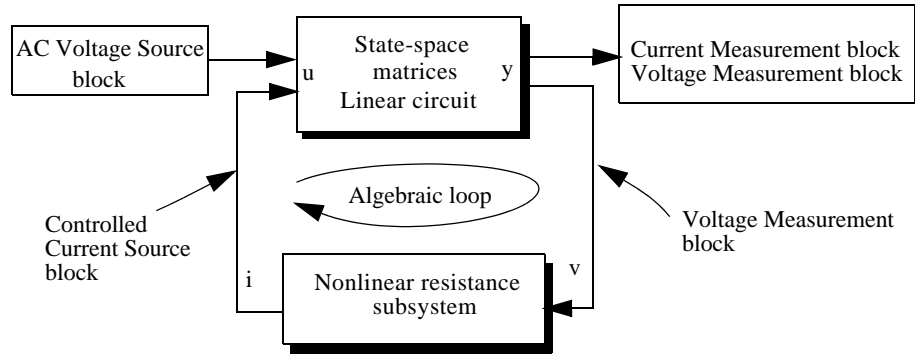 AC Voltage Source
block
u
State-space
matrices
Linear circuit
y
Current Measurement block
Voltage Measurement block
Algebraic loop
Controlled
Current Source
block
Voltage Measurement
block
i
Nonlinear resistance
subsystem
v